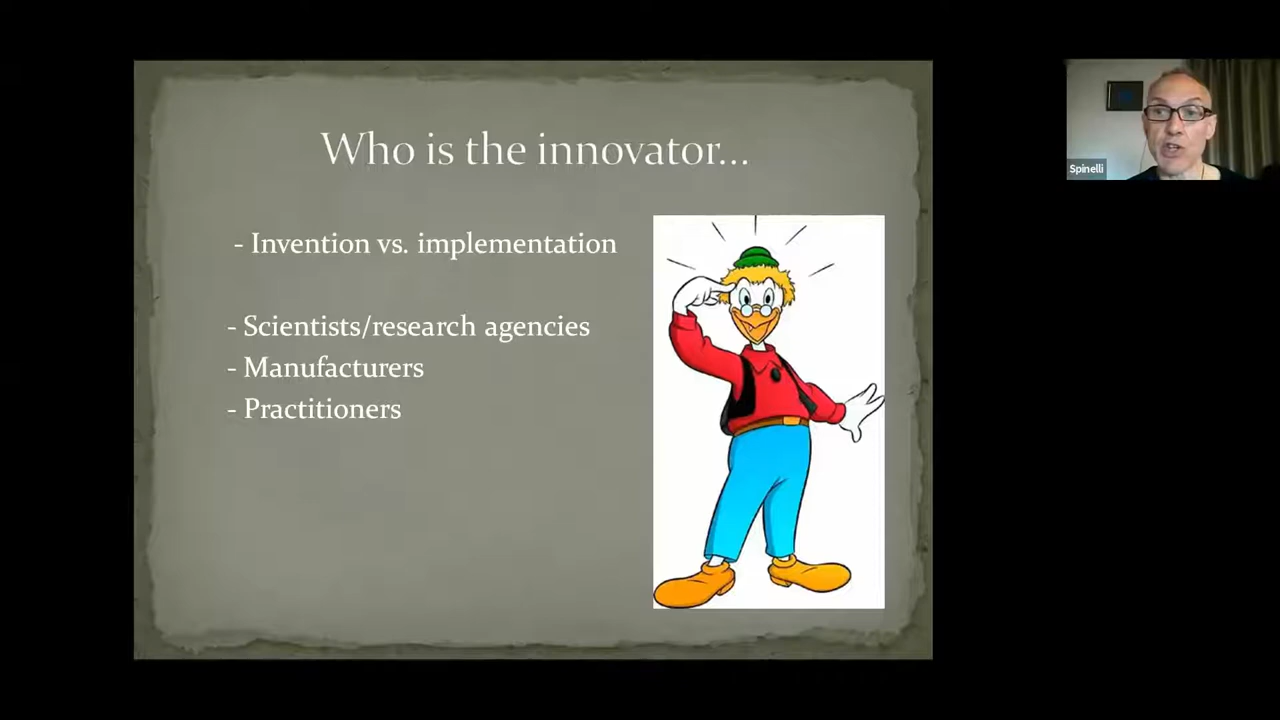 Who is the innovator...
- Invention vs. implementation
- Scientists/research agencies
- Manufacturers
- Practitioners
Spinelli